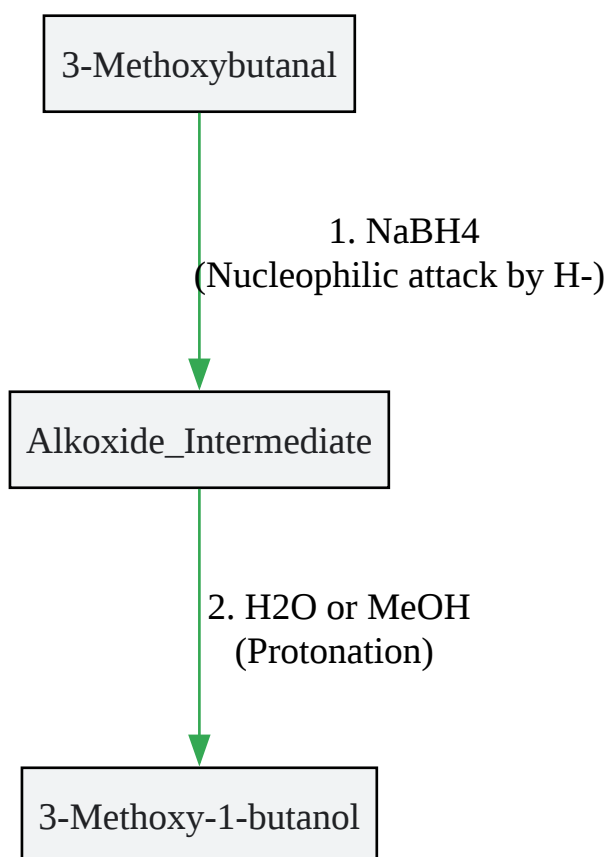 3-Methoxybutanal
1. NaBH4
(Nucleophilic attack by H-)
Alkoxide_Intermediate
2. H2O or MeOH
(Protonation)
3-Methoxy-1-butanol